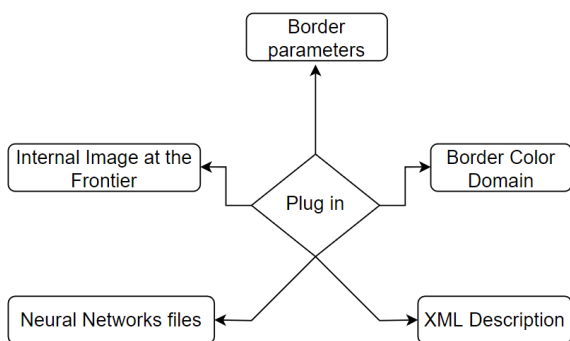 Border
parameters
Internal Image at the
Frontier
Border Color
Domain
Plug in
Neural Networks files
XML Description